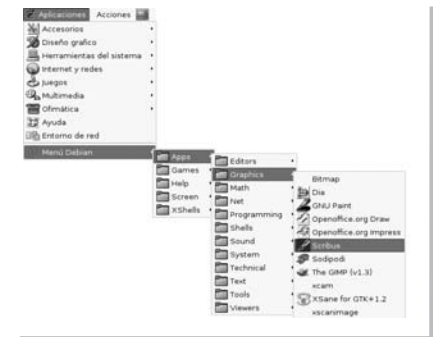 Aplicaciones Acciones
Accesorios
Diseño grafico
Herramientas del sistema
Internet y redes
Juegos
Multimedia
Ofimática
Ayuda
Entorno de red
Menú Debian
Apps
Games
Help
Screen
XShells
Editors
Graphics
Math
Net
Programming
Shells
Sound
System
Technical
Text
Tools
Viewers
Bitmap
Dia
GNU Paint
Openoffice.org Draw
Openoffice.org Impress
Scribus
Sodipodi
The GIMP (v1.3)
xcam
XSane for GTK+1.2
xscanimage